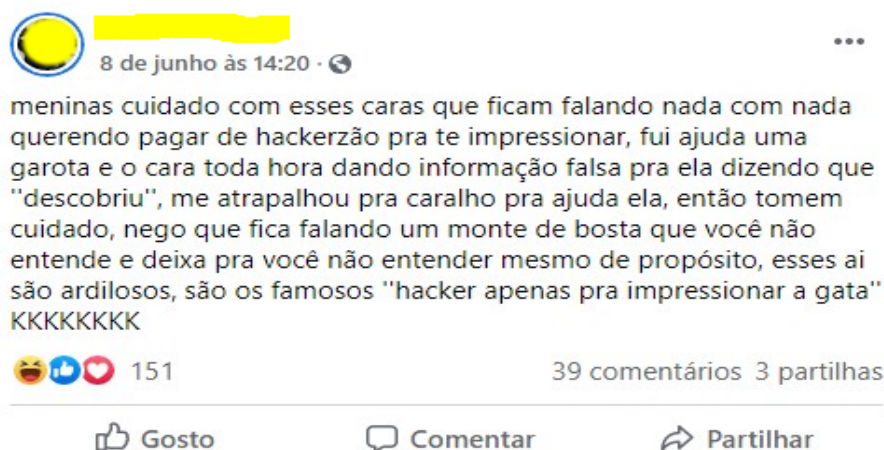 8 de junho às 14:20 ·
meninas cuidado com esses caras que ficam falando nada com nada
querendo pagar de hackerzão pra te impressionar, fui ajuda uma
garota e o cara toda hora dando informação falsa pra ela dizendo que
"descobriu", me atrapalhou pra caralho pra ajuda ela, então tomem
cuidado, nego que fica falando um monte de bosta que você não
entende e deixa pra você não entender mesmo de propósito, esses ai
são ardilosos, são os famosos "hacker apenas pra impressionar a gata"
KKKKKKKK
151 39 comentários 3 partilhas
Gosto Comentar Partilhar